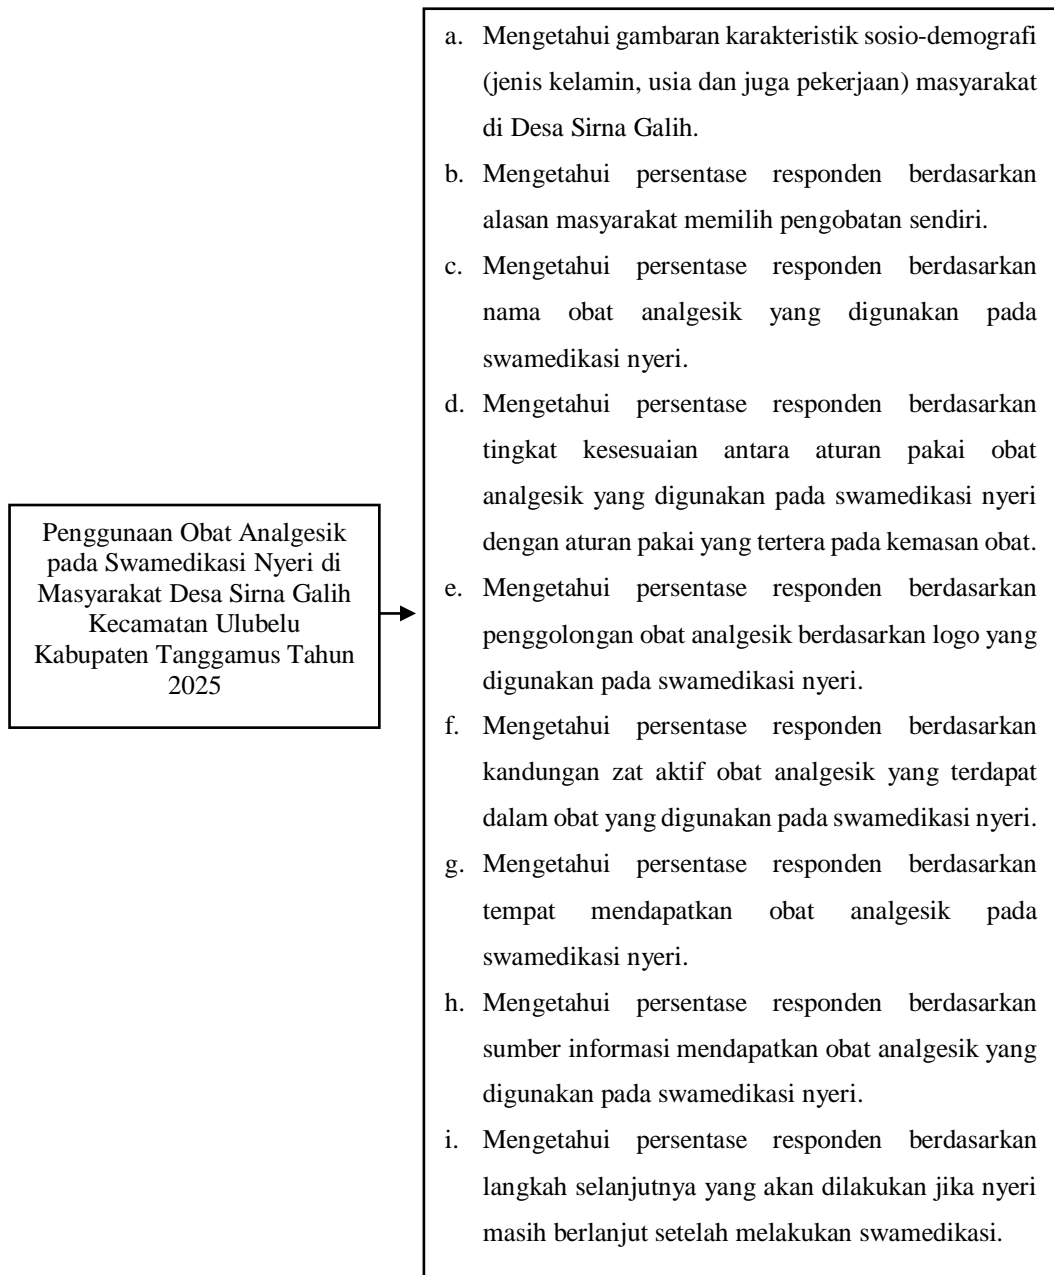 Penggunaan Obat Analgesik
pada Swamedikasi Nyeri di
Masyarakat Desa Sirna Galih
Kecamatan Ulubelu
Kabupaten Tanggamus Tahun
2025
a. Mengetahui gambaran karakteristik sosio-demografi
(jenis kelamin, usia dan juga pekerjaan) masyarakat
di Desa Sirna Galih.
b. Mengetahui persentase responden berdasarkan
alasan masyarakat memilih pengobatan sendiri.
c. Mengetahui persentase responden berdasarkan
nama obat analgesik yang digunakan pada
swamedikasi nyeri.
d. Mengetahui persentase responden berdasarkan
tingkat kesesuaian antara aturan pakai obat
analgesik yang digunakan pada swamedikasi nyeri
dengan aturan pakai yang tertera pada kemasan obat.
e. Mengetahui persentase responden berdasarkan
penggolongan obat analgesik berdasarkan logo yang
digunakan pada swamedikasi nyeri.
f. Mengetahui persentase responden berdasarkan
kandungan zat aktif obat analgesik yang terdapat
dalam obat yang digunakan pada swamedikasi nyeri.
g. Mengetahui persentase responden berdasarkan
tempat mendapatkan obat analgesik pada
swamedikasi nyeri.
h. Mengetahui persentase responden berdasarkan
sumber informasi mendapatkan obat analgesik yang
digunakan pada swamedikasi nyeri.
i. Mengetahui persentase responden berdasarkan
langkah selanjutnya yang akan dilakukan jika nyeri
masih berlanjut setelah melakukan swamedikasi.